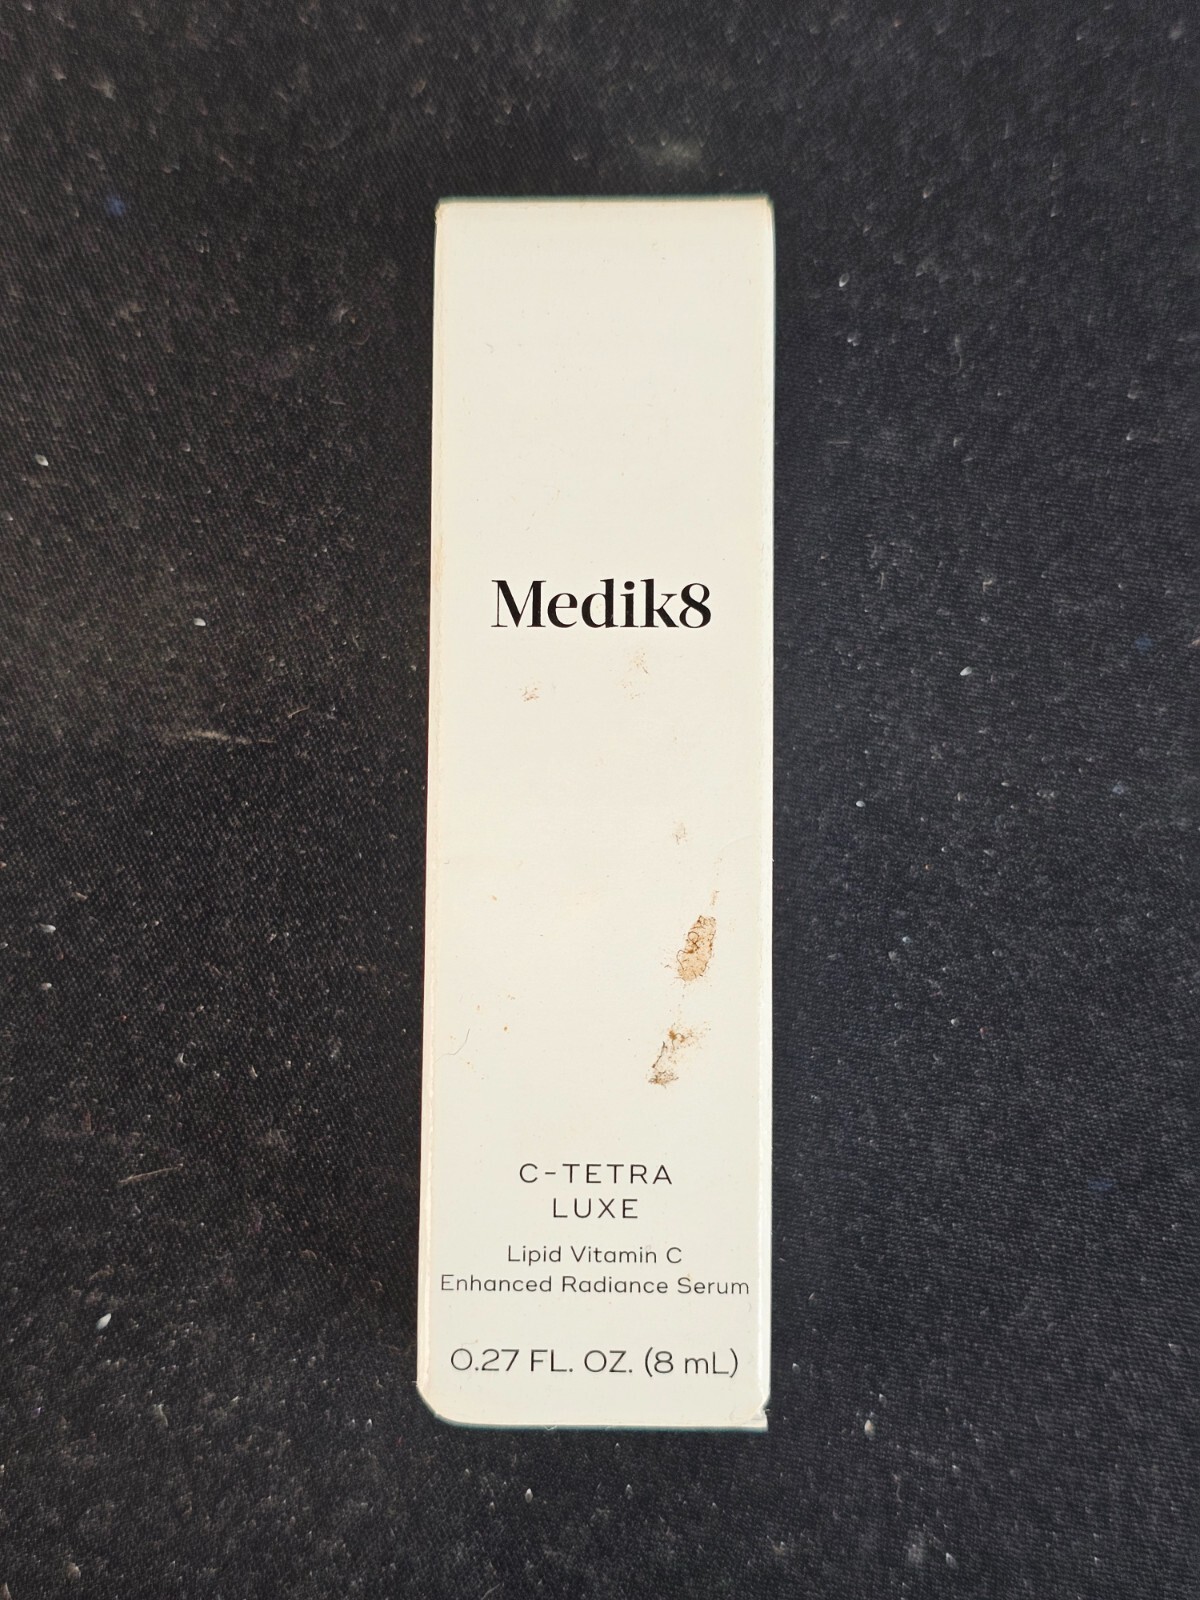 Medik8
C-TETRA
LUXE
Lipid Vitamin C
Enhanced Radiance Serum
0.27 FL. OZ. (8 mL)